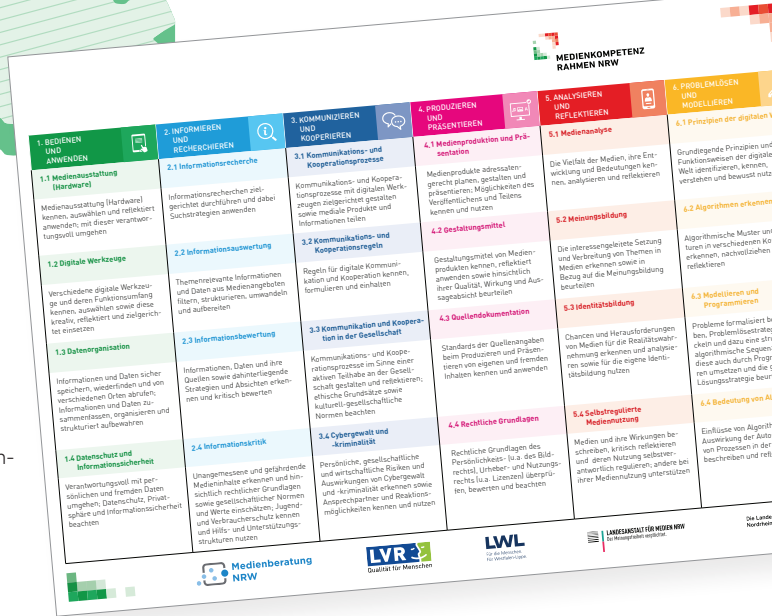 MEDIENKOMPETENZ
RAHMEN NRW
1. BEDIENEN
UND
ANWENDEN
1.1 Medienausstattung
(Hardware)
Medienausstattung (Hardware)
kennen, auswählen und reflektiert
anwenden; mit dieser verantwor-
tungsvoll umgehen
1.2 Digitale Werkzeuge
Verschiedene digitale Werkzeu-
ge und deren Funktionsumfang
kennen, auswählen sowie diese
kreativ, reflektiert und zielgerich-
tet einsetzen
1.3 Datenorganisation
Informationen und Daten sicher
speichern, wiederfinden und von
verschiedenen Orten abrufen;
Informationen und Daten zu-
sammenfassen, organisieren und
strukturiert aufbewahren
1.4 Datenschutz und
Informationssicherheit
Verantwortungsvoll mit per-
sönlichen und fremden Daten
umgehen; Datenschutz, Privat-
sphäre und Informationssicherheit
beachten
2. INFORMIEREN
UND
RECHERCHIEREN
2.1 Informationsrecherche
Informationsrecherchen ziel-
gerichtet durchführen und dabei
Suchstrategien anwenden
2.2 Informationsauswertung
Themenrelevante Informationen
und Daten aus Medienangeboten
filtern, strukturieren, umwandeln
und aufbereiten
2.3 Informationsbewertung
Informationen, Daten und ihre
Quellen sowie dahinterliegende
Strategien und Absichten erken-
nen und kritisch bewerten
2.4 Informationskritik
Unangemessene und gefährdende
Medieninhalte erkennen und hin-
sichtlich rechtlicher Grundlagen
sowie gesellschaftlicher Normen
und Werte einschätzen; Jugend-
und Verbraucherschutz kennen
und Hilfs- und Unterstützungs-
strukturen nutzen
3. KOMMUNIZIEREN
UND
KOOPERIEREN
3.1 Kommunikations- und
Kooperationsprozesse
Kommunikations- und Koopera-
tionsprozesse mit digitalen Werk-
zeugen zielgerichtet gestalten
sowie mediale Produkte und
Informationen teilen
3.2 Kommunikations- und
Kooperationsregeln
Regeln für digitale Kommuni-
kation und Kooperation kennen,
formulieren und einhalten
3.3 Kommunikation und Koopera-
tion in der Gesellschaft
Kommunikations- und Koope-
rationsprozesse im Sinne einer
aktiven Teilhabe an der Gesell-
schaft gestalten und reflektieren;
ethische Grundsätze sowie
kulturell-gesellschaftliche
Normen beachten
3.4 Cybergewalt und
-kriminalität
Persönliche, gesellschaftliche
und wirtschaftliche Risiken und
Auswirkungen von Cybergewalt
und -kriminalität erkennen sowie
Ansprechpartner und Reaktions-
möglichkeiten kennen und nutzen
4. PRODUZIEREN
UND
PRÄSENTIEREN
4.1 Medienproduktion und Prä-
sentation
Medienprodukte adressaten-
gerecht planen, gestalten und
präsentieren; Möglichkeiten des
Veröffentlichens und Teilens
kennen und nutzen
4.2 Gestaltungsmittel
Gestaltungsmittel von Medien-
produkten kennen, reflektiert
anwenden sowie hinsichtlich
ihrer Qualität, Wirkung und Aus-
sageabsicht beurteilen
4.3 Quellendokumentation
Standards der Quellenangaben
beim Produzieren und Präsen-
tieren von eigenen und fremden
Inhalten kennen und anwenden
4.4 Rechtliche Grundlagen
Rechtliche Grundlagen des
Persönlichkeits- (u.a. des Bild-
rechts), Urheber- und Nutzungs-
rechts (u.a. Lizenzen) überprü-
fen, bewerten und beachten
5. ANALYSIEREN
UND
REFLEKTIEREN
5.1 Medienanalyse
Die Vielfalt der Medien, ihre Ent-
wicklung und Bedeutungen ken-
nen, analysieren und reflektieren
5.2 Meinungsbildung
Die interessengeleitete Setzung
und Verbreitung von Themen in
Medien erkennen sowie in
Bezug auf die Meinungsbildung
beurteilen
5.3 Identitätsbildung
Chancen und Herausforderungen
von Medien für die Realitätswahr-
nehmung erkennen und analysie-
ren sowie für die eigene Identi-
tätsbildung nutzen
5.4 Selbstregulierte
Mediennutzung
Medien und ihre Wirkungen be-
schreiben, kritisch reflektieren
und deren Nutzung selbstver-
antwortlich regulieren; andere bei
ihrer Mediennutzung unterstützen
6. PROBLEMLÖSEN
UND
MODELLIEREN
6.1 Prinzipien der digitalen
Grundlegende Prinzipien und
Funktionsweisen der digitale
Welt identifizieren, kennen,
verstehen und bewusst nutz
6.2 Algorithmen erkennen
Algorithmische Muster und
turen in verschiedenen Ko
erkennen, nachvollziehen
reflektieren
6.3 Modellieren und
Programmieren
Probleme formalisiert b
ben, Problemlösestrateg
ckeln und dazu eine str
algorithmische Sequen
diese auch durch Progr
ren umsetzen und die g
Lösungsstrategie beur
6.4 Bedeutung von Al
Einflüsse von Algorith
Auswirkung der Auto
von Prozessen in der
beschreiben und refl
n-
Medienberatung
NRW
LVR
Qualität für Menschen
LWL
Für die Menschen.
Für Westfalen-Lippe.
LANDESANSTALT FÜR MEDIEN NRW
Der Meinungsfreiheit verpflichtet.
Die Lande
Nordrhein